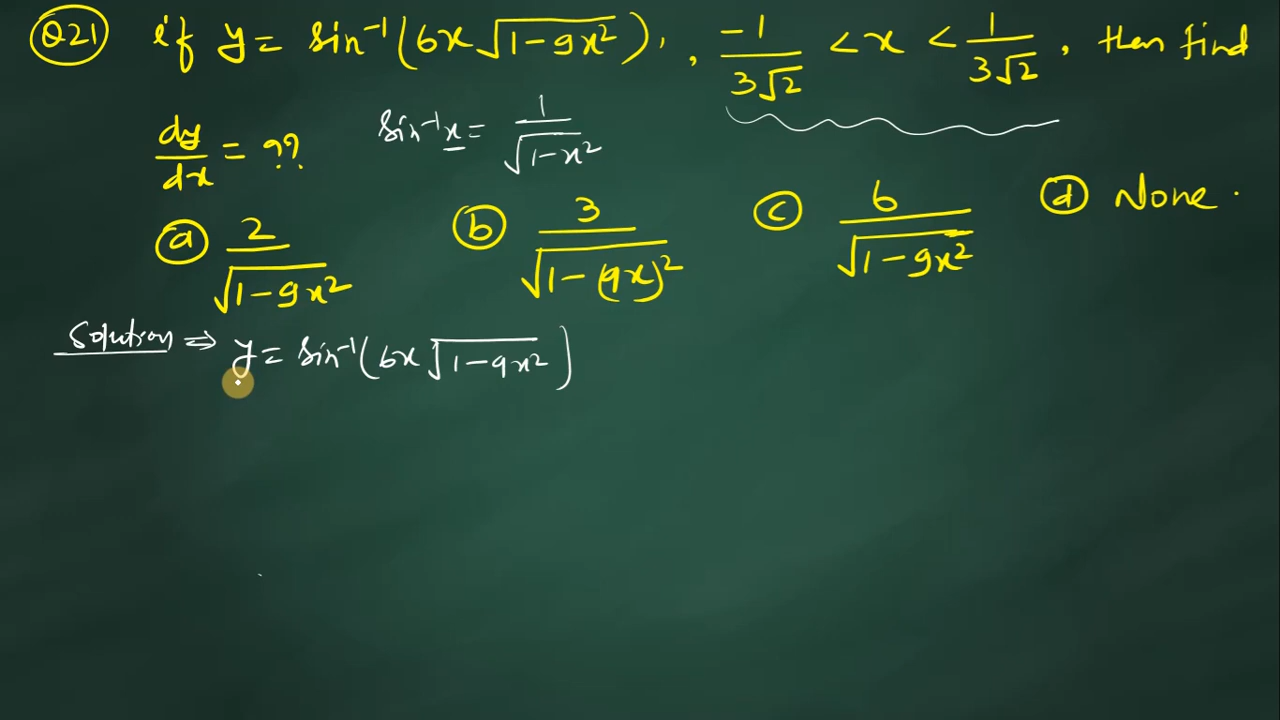 Q21 if y = sin⁻¹(6x√(1-9x²)), , -1/3√2 < x < 1/3√2, then find
dy/dx = ?? sin⁻¹x = 1/√(1-x²)
ⓐ 2/√(1-9x²) ⓑ 3/√(1-(9x)²) ⓒ 6/√(1-9x²) ⓓ None.
Solution ⇒ y = sin⁻¹(6x√(1-9x²))